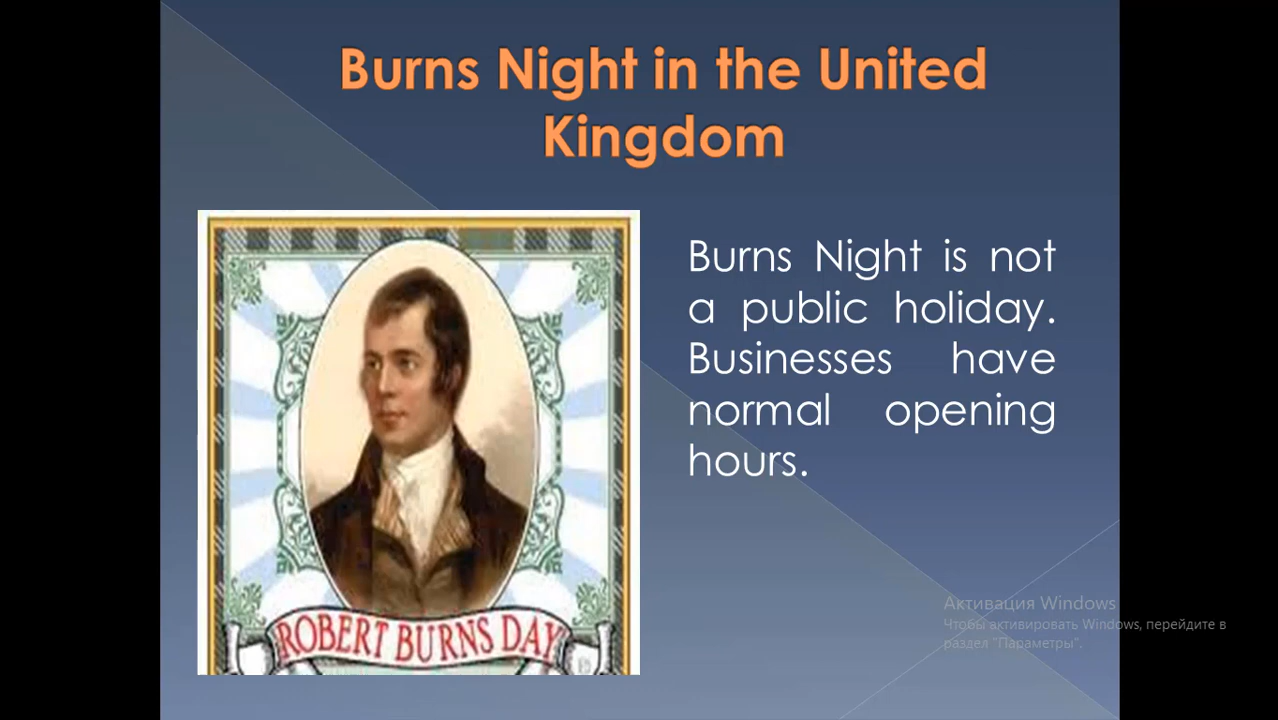 Burns Night in the United
Kingdom
Burns Night is not
a public holiday.
Businesses have
normal opening
hours.
ROBERT BURNS DAY
Активация Windows
Чтобы активировать Windows, перейдите в
раздел "Параметры".